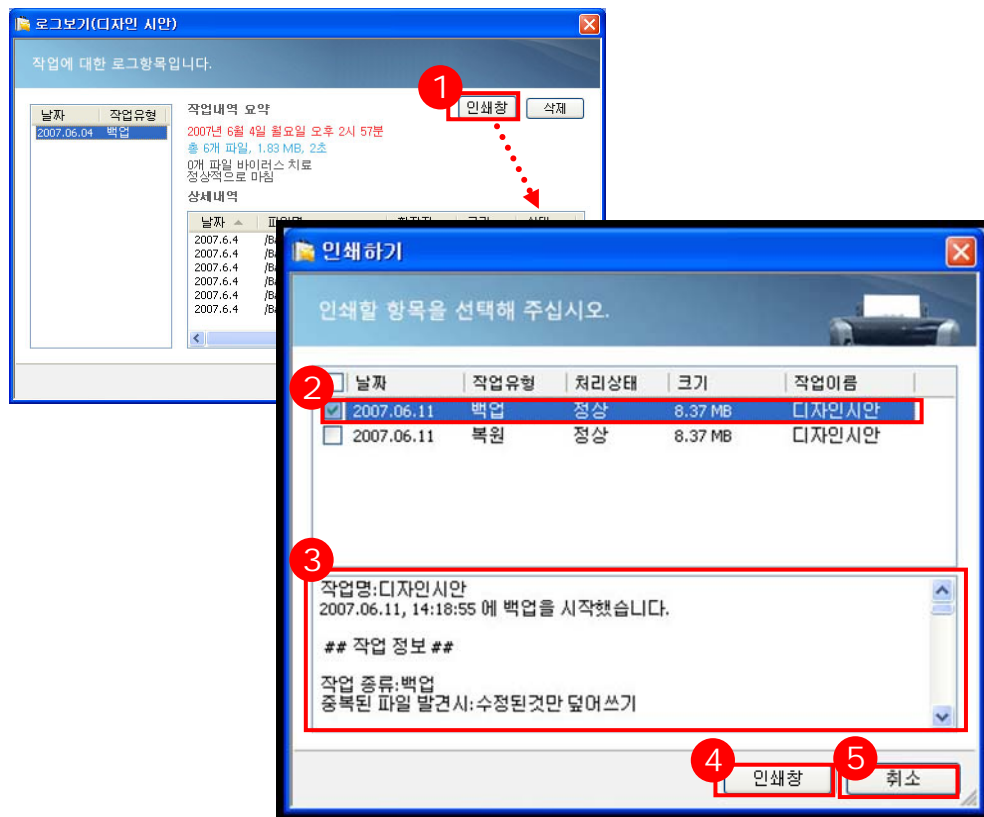 로그보기(디자인 시안)
작업에 대한 로그항목입니다.
1
날짜 작업유형
2007.06.04 백업
작업내역 요약
인쇄창 삭제
2007년 6월 4일 월요일 오후 2시 57분
총 6개 파일, 1.83 MB, 2초
0개 파일 바이러스 치료
정상적으로 마침
상세내역
날짜
2007.6.4
2007.6.4
2007.6.4
2007.6.4
2007.6.4
2007.6.4
인쇄하기
인쇄할 항목을 선택해 주십시오.
2
날짜 작업유형 처리상태 크기 작업이름
2007.06.11 백업 정상 8.37 MB 디자인시안
2007.06.11 복원 정상 8.37 MB 디자인시안
3
작업명:디자인시안
2007.06.11, 14:18:55 에 백업을 시작했습니다.
## 작업 정보 ##
작업 종류:백업
중복된 파일 발견시:수정된것만 덮어쓰기
4 5
인쇄창 취소